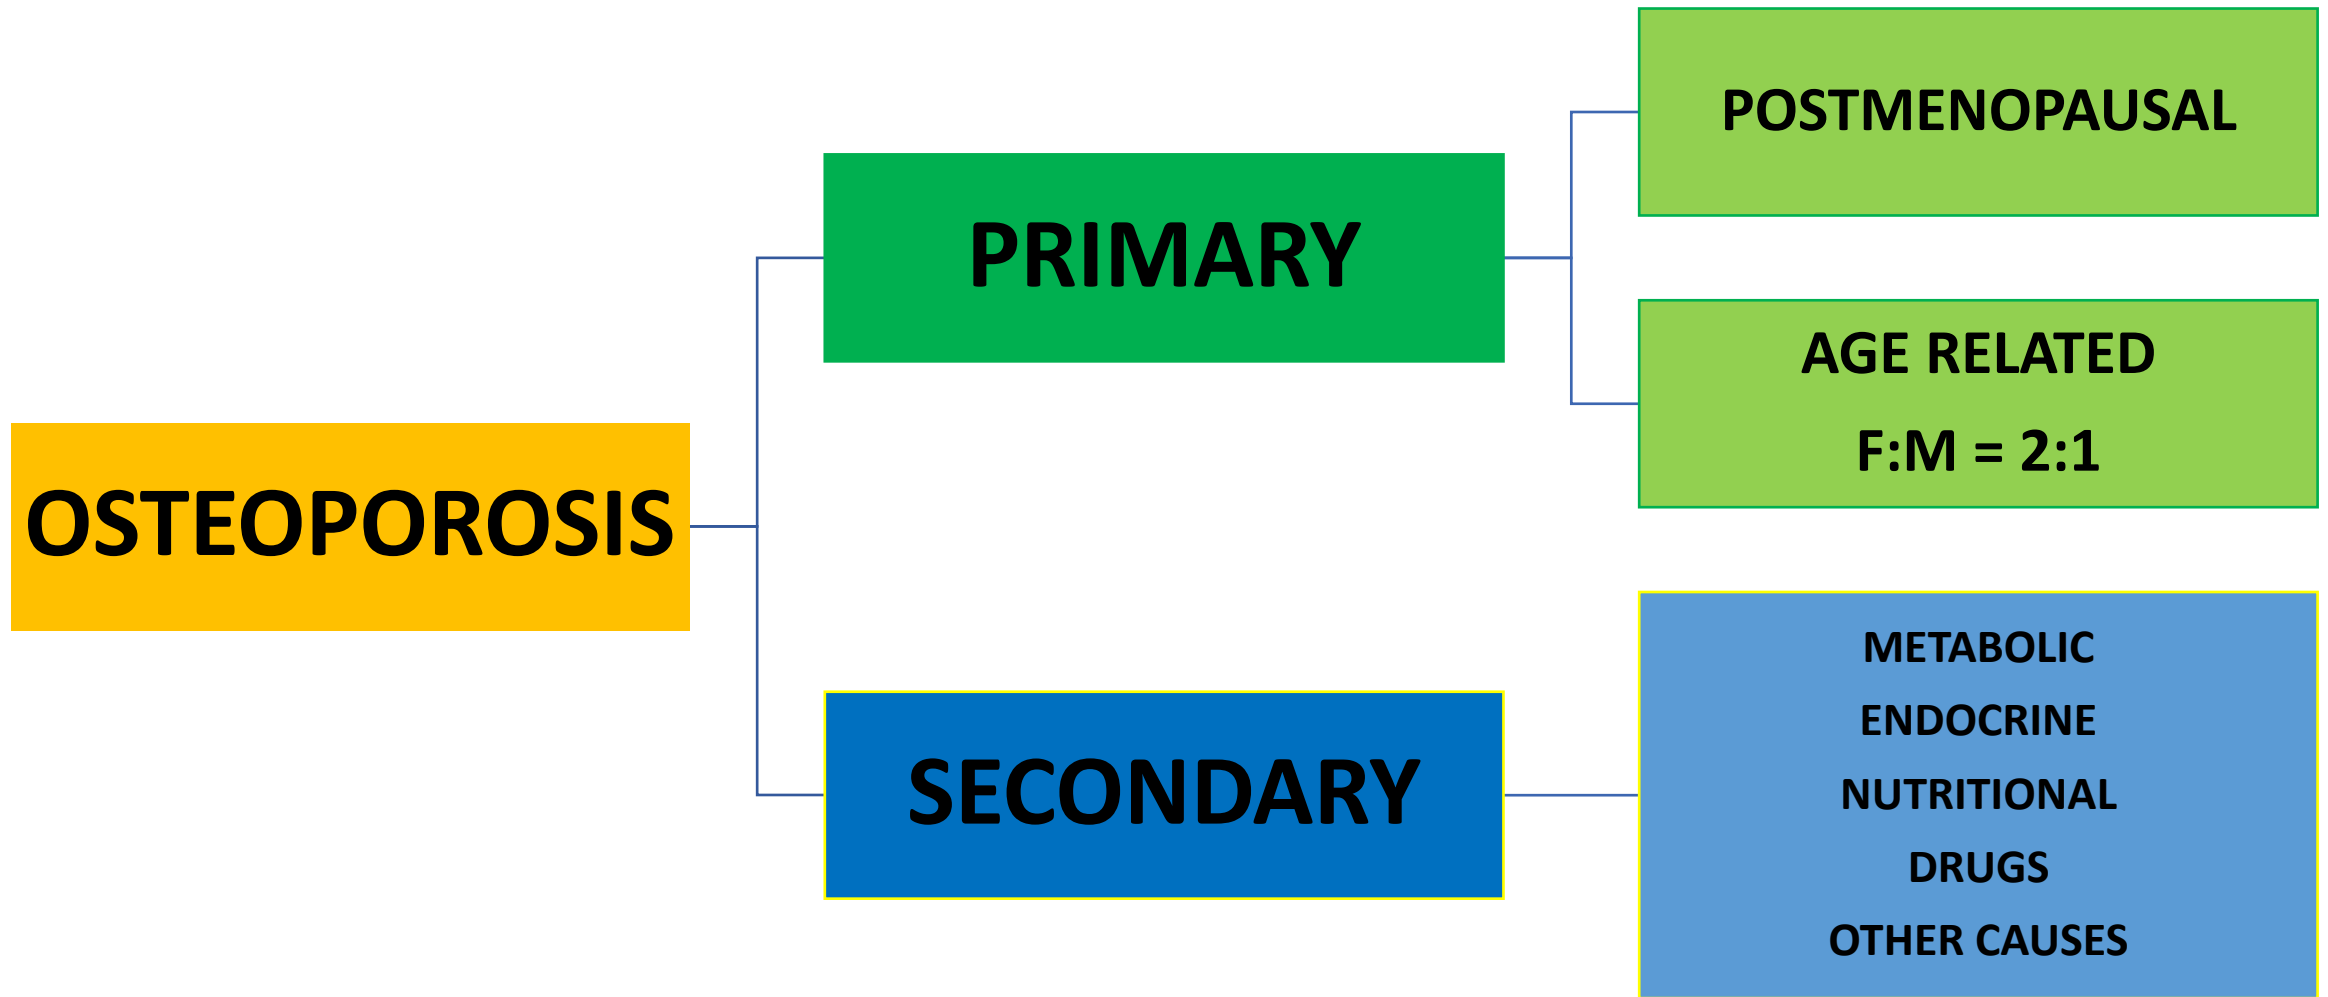 OSTEOPOROSIS
PRIMARY
POSTMENOPAUSAL
AGE RELATED
F:M = 2:1
SECONDARY
METABOLIC
ENDOCRINE
NUTRITIONAL
DRUGS
OTHER CAUSES